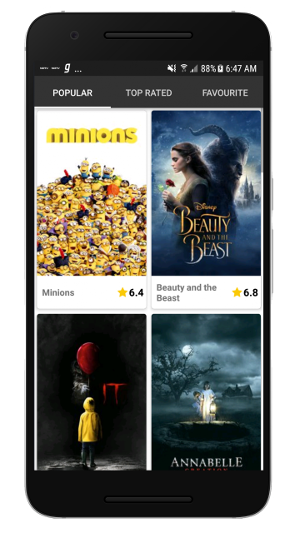 g ... 88% 6:47 AM
POPULAR TOP RATED FAVOURITE
minions
Disney
BEAUTY
AND THE
BEAST
Minions 6.4
Beauty and the
Beast 6.8
IT
ANNABELLE
CREATION